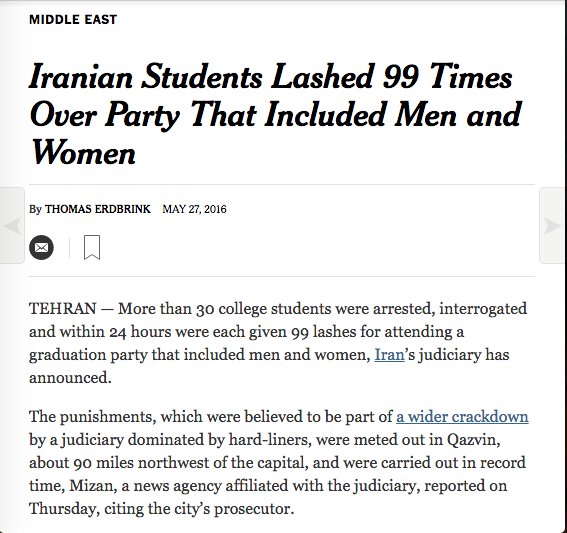 MIDDLE EAST
Iranian Students Lashed 99 Times
Over Party That Included Men and
Women
By THOMAS ERDBRINK MAY 27, 2016
TEHRAN — More than 30 college students were arrested, interrogated
and within 24 hours were each given 99 lashes for attending a
graduation party that included men and women, Iran’s judiciary has
announced.
The punishments, which were believed to be part of a wider crackdown
by a judiciary dominated by hard-liners, were meted out in Qazvin,
about 90 miles northwest of the capital, and were carried out in record
time, Mizan, a news agency affiliated with the judiciary, reported on
Thursday, citing the city’s prosecutor.